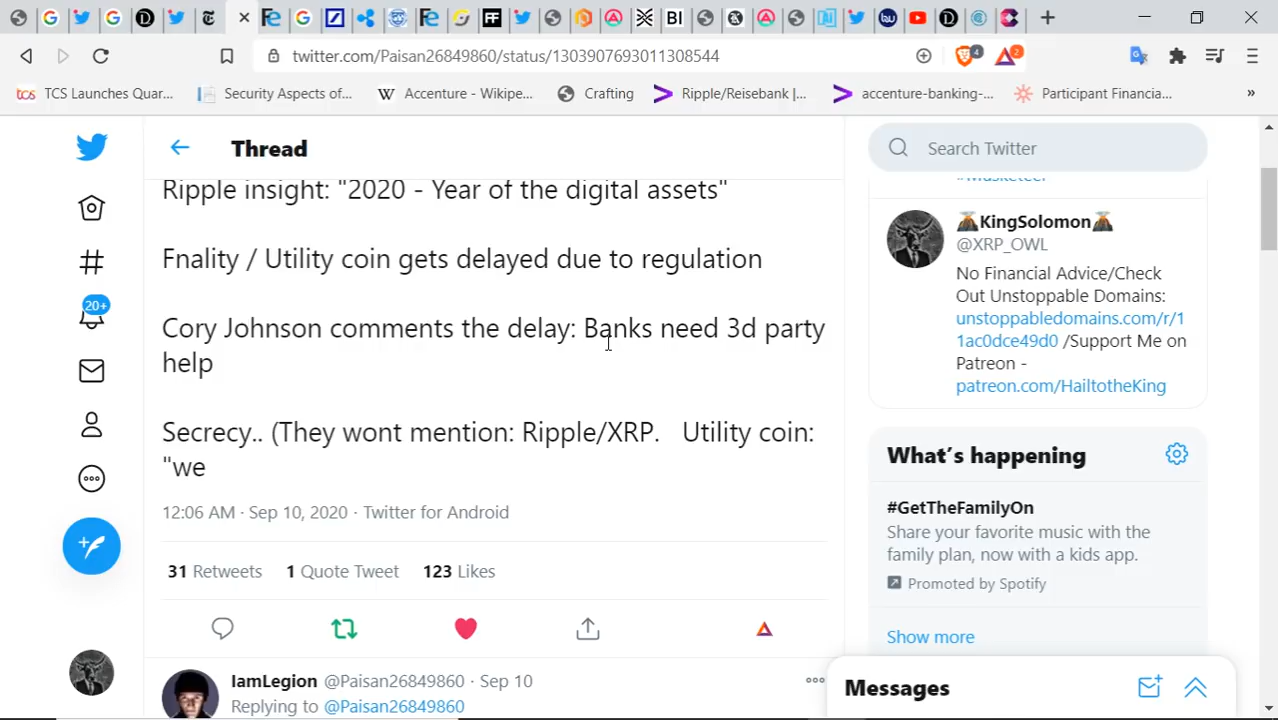 twitter.com/Paisan26849860/status/1303907693011308544
4
2
tcs TCS Launches Quar...
Security Aspects of...
W Accenture - Wikipe...
Crafting
Ripple/Reisebank |...
accenture-banking-...
Participant Financia...
»
Thread
Ripple insight: "2020 - Year of the digital assets"
Fnality / Utility coin gets delayed due to regulation
Cory Johnson comments the delay: Banks need 3d party
help
Secrecy.. (They wont mention: Ripple/XRP. Utility coin:
"we
12:06 AM · Sep 10, 2020 · Twitter for Android
31 Retweets 1 Quote Tweet 123 Likes
IamLegion @Paisan26849860 · Sep 10
Replying to @Paisan26849860
20+
Search Twitter
🌋KingSolomon🌋
@XRP_OWL
No Financial Advice/Check
Out Unstoppable Domains:
unstoppabledomains.com/r/1
1ac0dce49d0 /Support Me on
Patreon -
patreon.com/HailtotheKing
What's happening
#GetTheFamilyOn
Share your favorite music with the
family plan, now with a kids app.
Promoted by Spotify
Show more
Messages